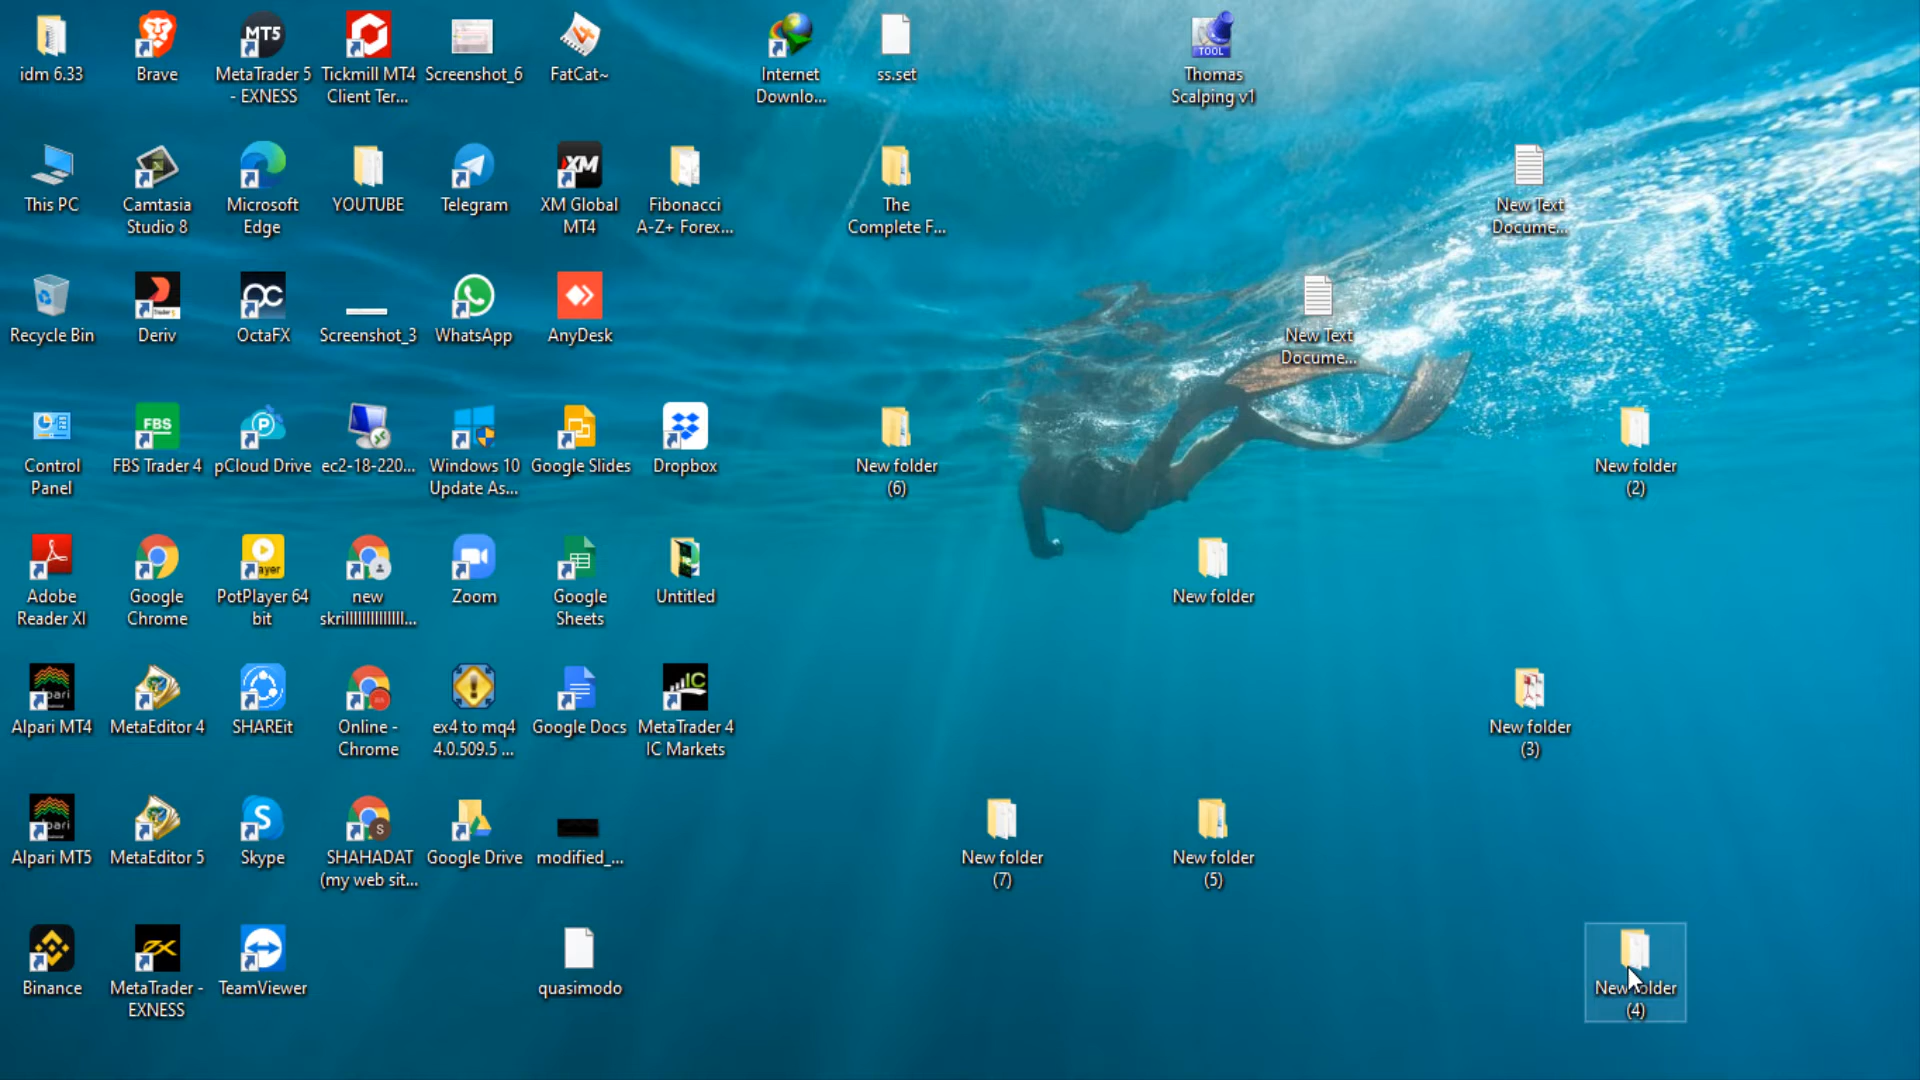 idm 6.33
Brave
MT5
MetaTrader 5
- EXNESS
Tickmill MT4
Client Ter...
Screenshot_6
FatCat~
Internet
Downlo...
ss.set
TOOL
Thomas
Scalping v1
This PC
Camtasia
Studio 8
Microsoft
Edge
YOUTUBE
Telegram
XM
XM Global
MT4
Fibonacci
A-Z+ Forex...
The
Complete F...
New Text
Docume...
Recycle Bin
Deriv
OctaFX
Screenshot_3
WhatsApp
AnyDesk
New Text
Docume...
Control
Panel
FBS
FBS Trader 4
pCloud Drive
ec2-18-220...
Windows 10
Update As...
Google Slides
Dropbox
New folder
(6)
New folder
(2)
Adobe
Reader XI
Google
Chrome
PotPlayer 64
bit
new
skrillllllllllllll...
Zoom
Google
Sheets
Untitled
New folder
Alpari MT4
MetaEditor 4
SHAREit
Online -
Chrome
ex4 to mq4
4.0.509.5 ...
Google Docs
IC
MetaTrader 4
IC Markets
New folder
(3)
Alpari MT5
MetaEditor 5
Skype
SHAHADAT
(my web sit...
Google Drive
modified_...
New folder
(7)
New folder
(5)
Binance
MetaTrader -
EXNESS
TeamViewer
quasimodo
New folder
(4)